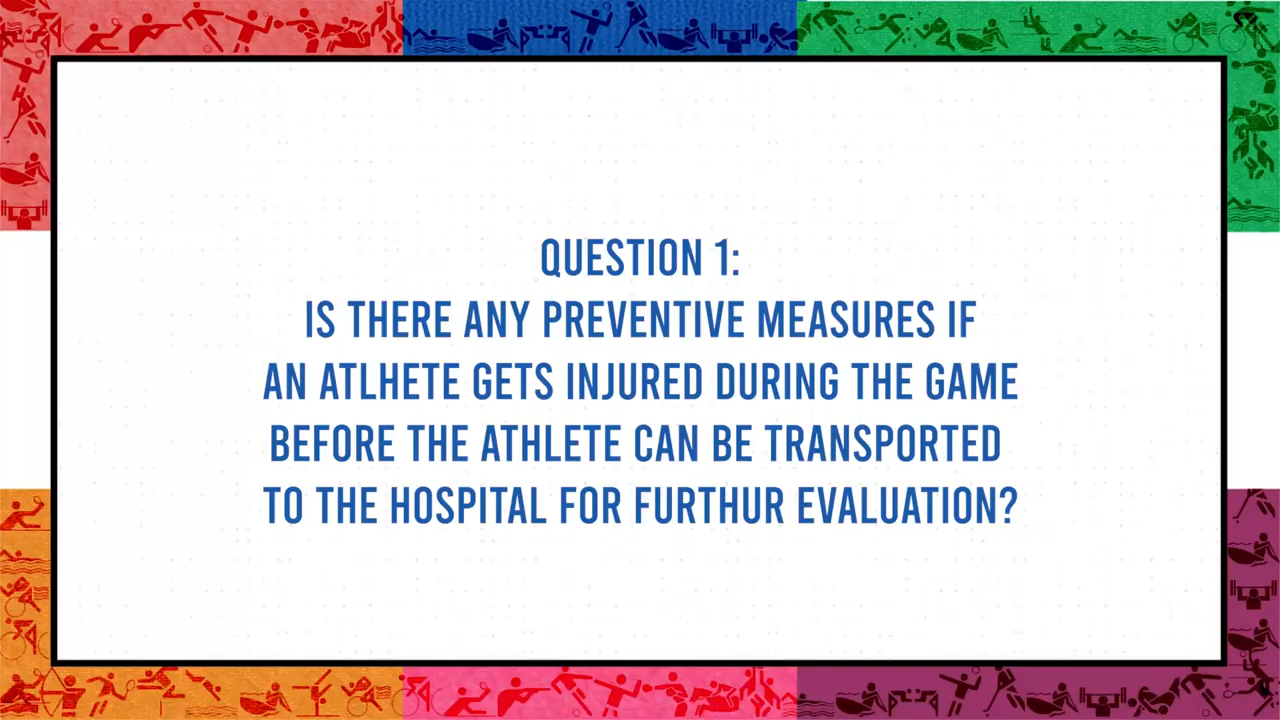 QUESTION 1:
IS THERE ANY PREVENTIVE MEASURES IF
AN ATLHETE GETS INJURED DURING THE GAME
BEFORE THE ATHLETE CAN BE TRANSPORTED
TO THE HOSPITAL FOR FURTHUR EVALUATION?